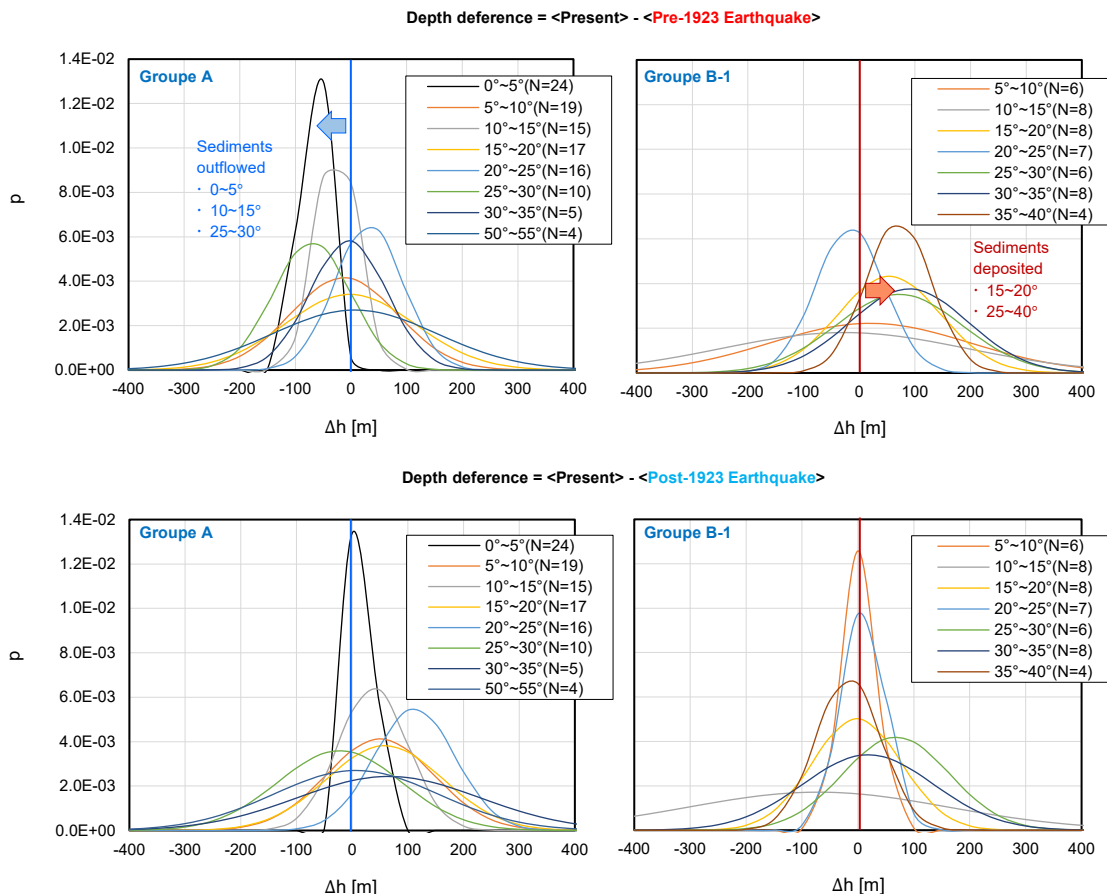 Depth deference = <Present> - <Pre-1923 Earthquake>
Groupe A
1.4E-02
1.2E-02
1.0E-02
8.0E-03
6.0E-03
4.0E-03
2.0E-03
0.0E+00
p
Sediments
outflowed
・ 0~5°
・ 10~15°
・ 25~30°
0°~5°(N=24)
5°~10°(N=19)
10°~15°(N=15)
15°~20°(N=17
20°~25°(N=16)
25°~30°(N=10)
30°~35°(N=5)
50°~55°(N=4)
-400 -300 -200 -100 0 100 200 300 400
Δh [m]
Groupe B-1
5°~10°(N=6)
10°~15°(N=8)
15°~20°(N=8)
20°~25°(N=7)
25°~30°(N=6)
30°~35°(N=8)
35°~40°(N=4)
Sediments
deposited
・ 15~20°
・ 25~40°
-400 -300 -200 -100 0 100 200 300 400
Δh [m]
Depth deference = <Present> - <Post-1923 Earthquake>
Groupe A
1.4E-02
1.2E-02
1.0E-02
8.0E-03
6.0E-03
4.0E-03
2.0E-03
0.0E+00
p
0°~5°(N=24)
5°~10°(N=19)
10°~15°(N=15)
15°~20°(N=17
20°~25°(N=16)
25°~30°(N=10)
30°~35°(N=5)
50°~55°(N=4)
-400 -300 -200 -100 0 100 200 300 400
Δh [m]
Groupe B-1
5°~10°(N=6)
10°~15°(N=8)
15°~20°(N=8)
20°~25°(N=7)
25°~30°(N=6)
30°~35°(N=8)
35°~40°(N=4)
-400 -300 -200 -100 0 100 200 300 400
Δh [m]